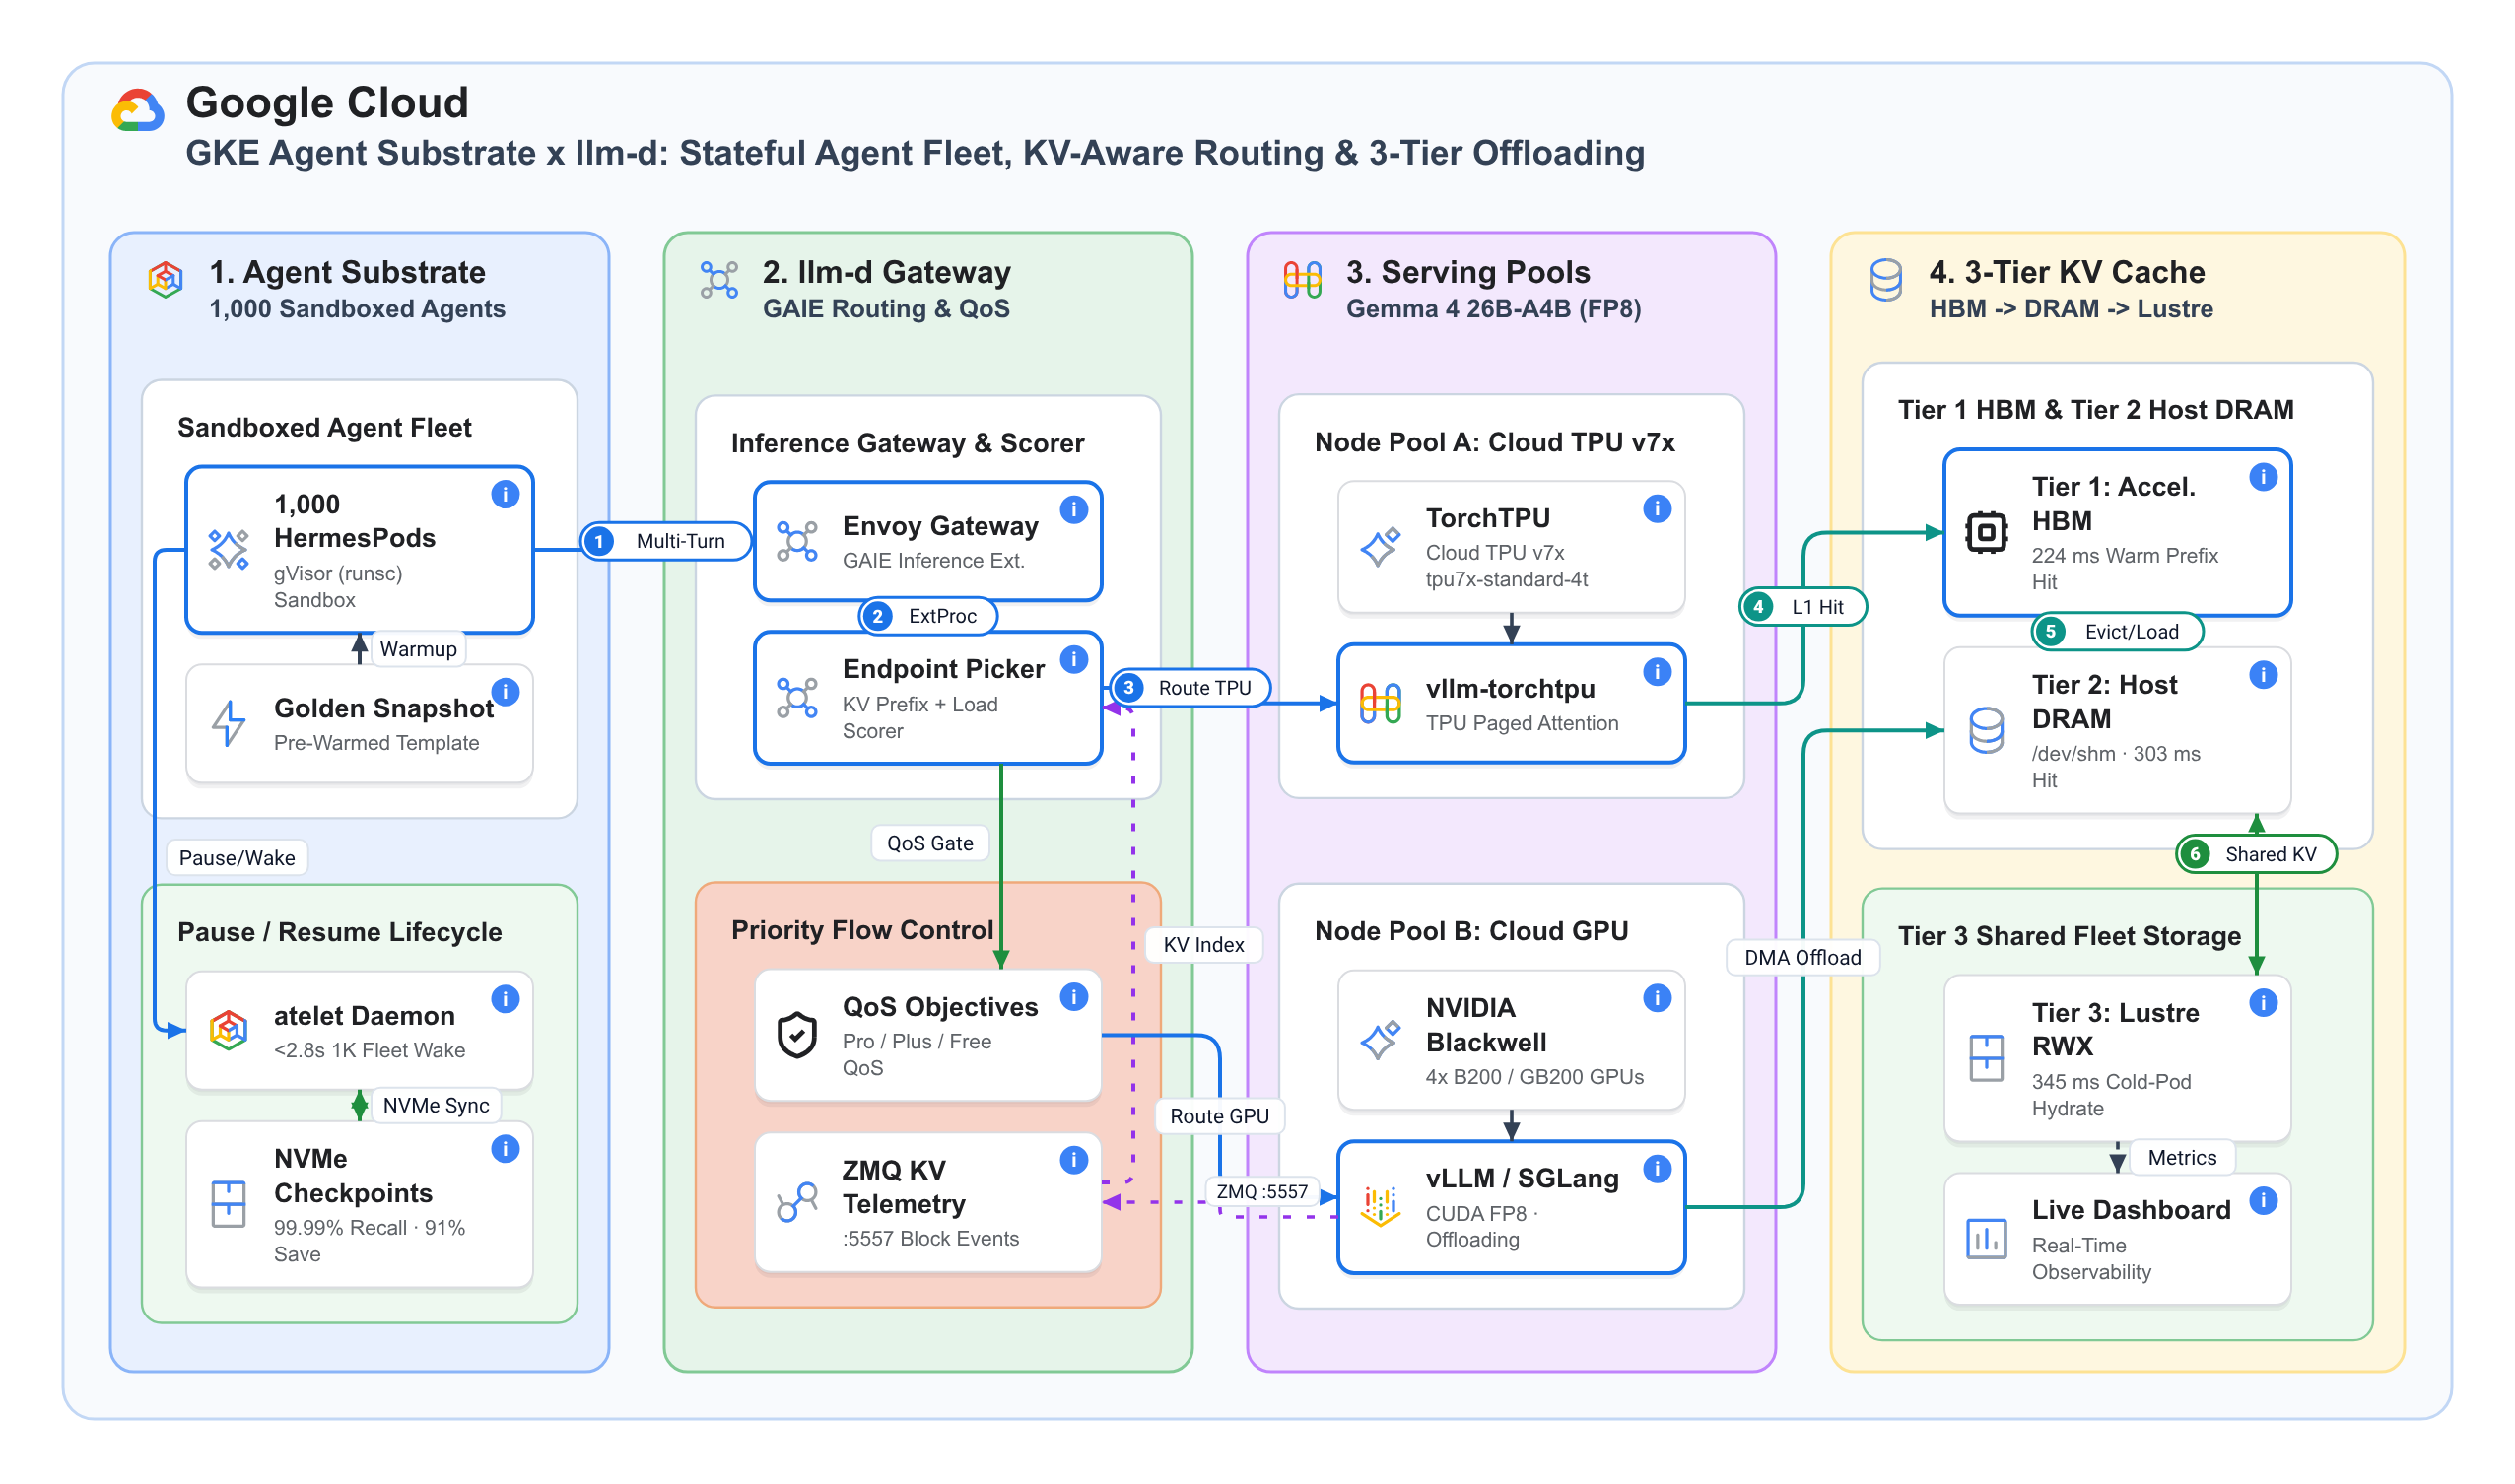 Google Cloud
GKE Agent Substrate x llm-d: Stateful Agent Fleet, KV-Aware Routing & 3-Tier Offloading
1. Agent Substrate
1,000 Sandboxed Agents
Sandboxed Agent Fleet
1,000
HermesPods
gVisor (runsc)
Sandbox
Warmup
Golden Snapshot
Pre-Warmed Template
Pause/Wake
Pause / Resume Lifecycle
atelet Daemon
<2.8s 1K Fleet Wake
NVMe Sync
NVMe
Checkpoints
99.99% Recall · 91%
Save
1 Multi-Turn
2. llm-d Gateway
GAIE Routing & QoS
Inference Gateway & Scorer
Envoy Gateway
GAIE Inference Ext.
2 ExtProc
Endpoint Picker
KV Prefix + Load
Scorer
QoS Gate
Priority Flow Control
QoS Objectives
Pro / Plus / Free
QoS
ZMQ KV
Telemetry
:5557 Block Events
3 Route TPU
KV Index
Route GPU
ZMQ :5557
3. Serving Pools
Gemma 4 26B-A4B (FP8)
Node Pool A: Cloud TPU v7x
TorchTPU
Cloud TPU v7x
tpu7x-standard-4t
vllm-torchtpu
TPU Paged Attention
Node Pool B: Cloud GPU
NVIDIA
Blackwell
4x B200 / GB200 GPUs
vLLM / SGLang
CUDA FP8 ·
Offloading
4 L1 Hit
DMA Offload
4. 3-Tier KV Cache
HBM -> DRAM -> Lustre
Tier 1 HBM & Tier 2 Host DRAM
Tier 1: Accel.
HBM
224 ms Warm Prefix
Hit
5 Evict/Load
Tier 2: Host
DRAM
/dev/shm · 303 ms
Hit
6 Shared KV
Tier 3 Shared Fleet Storage
Tier 3: Lustre
RWX
345 ms Cold-Pod
Hydrate
Metrics
Live Dashboard
Real-Time
Observability